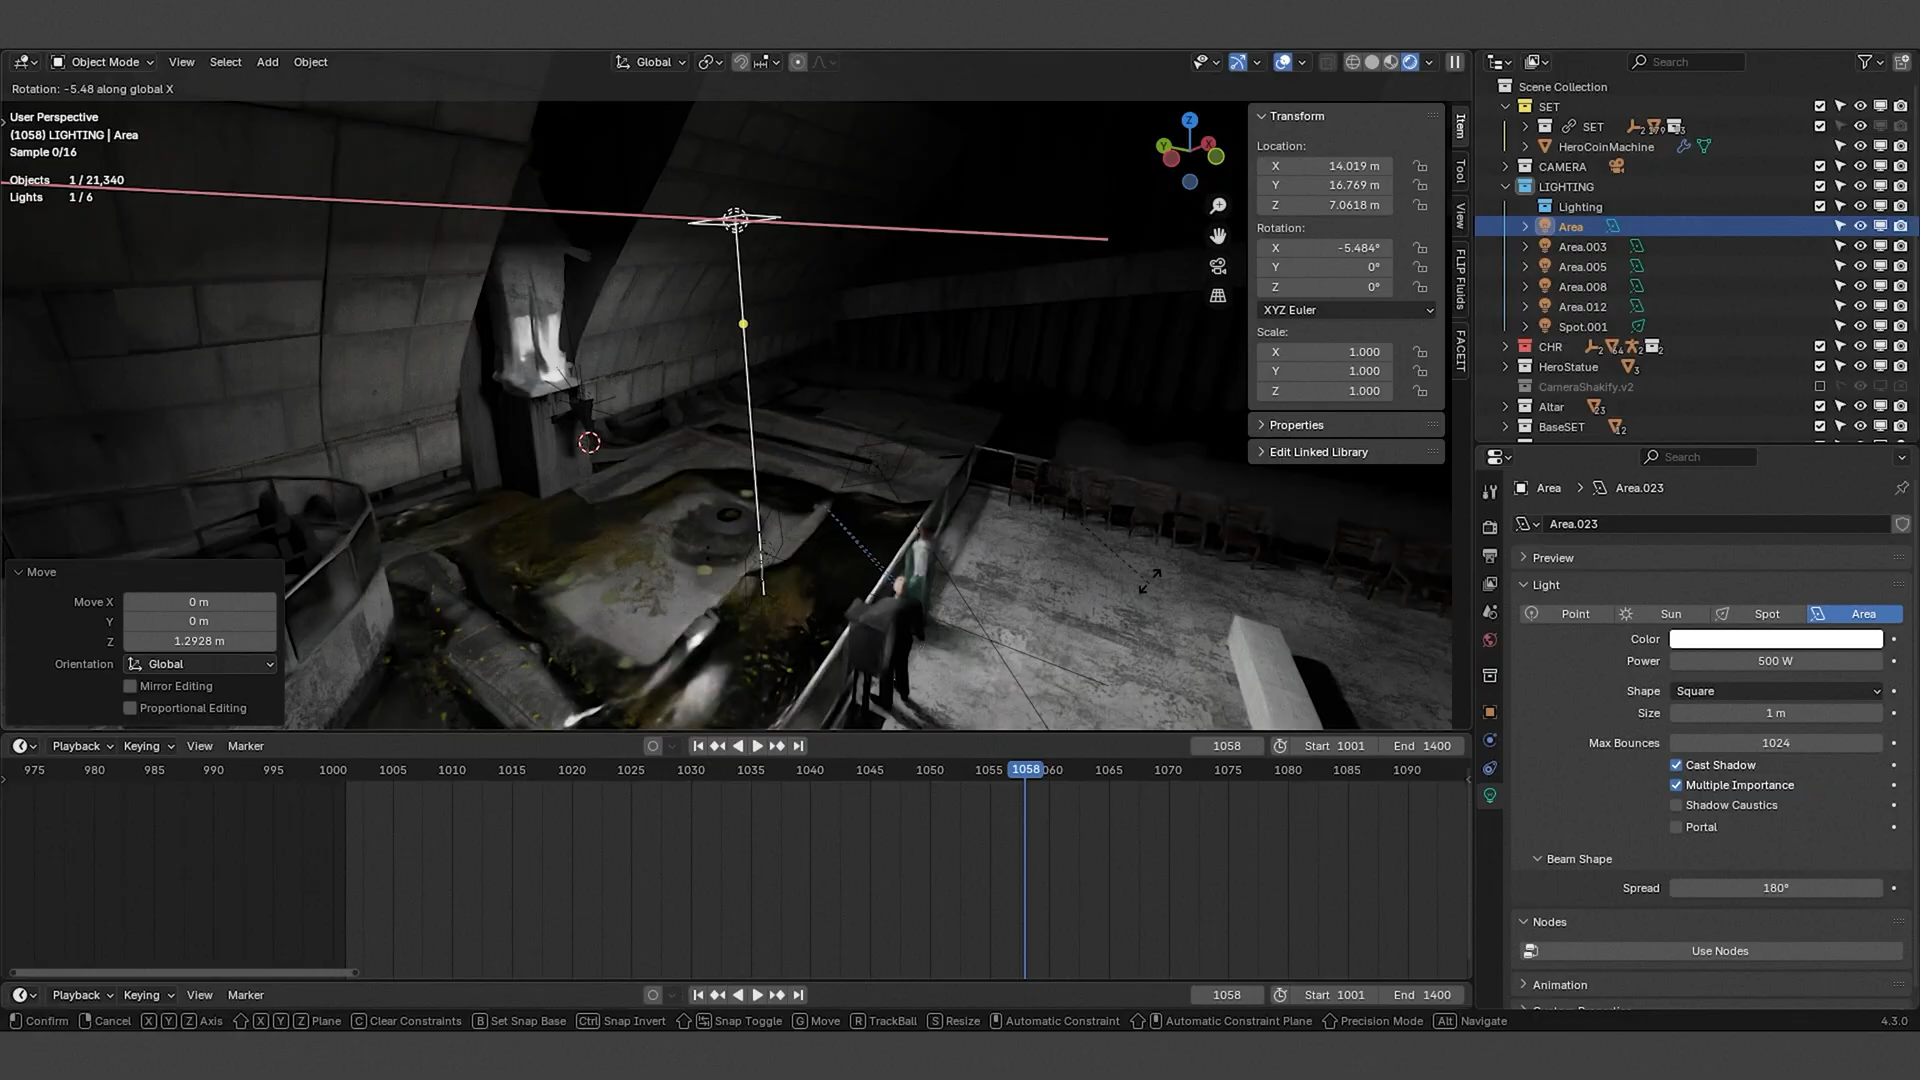 Object Mode View Select Add Object Global
Rotation: -5.48 along global X
User Perspective
(1058) LIGHTING | Area
Sample 0/16
Objects 1 / 21,340
Lights 1 / 6
Z
Y
X
Transform
Location:
X 14.019 m
Y 16.769 m
Z 7.0618 m
Rotation:
X -5.484°
Y 0°
Z 0°
XYZ Euler
Scale:
X 1.000
Y 1.000
Z 1.000
Properties
Edit Linked Library
Item
Tool
View
FLIP Fluids
FACEIT
Move
Move X 0 m
Y 0 m
Z 1.2928 m
Orientation Global
Mirror Editing
Proportional Editing
Playback Keying View Marker 1058 Start 1001 End 1400
975 980 985 990 995 1000 1005 1010 1015 1020 1025 1030 1035 1040 1045 1050 1055 1058 060 1065 1070 1075 1080 1085 1090
Playback Keying View Marker 1058 Start 1001 End 1400
Confirm Cancel X Y Z Axis X Y Z Plane C Clear Constraints B Set Snap Base Ctrl Snap Invert Snap Toggle G Move R TrackBall S Resize Automatic Constraint Automatic Constraint Plane Precision Mode Alt Navigate 4.3.0
Search
Scene Collection
SET
SET
HeroCoinMachine
CAMERA
LIGHTING
Lighting
Area
Area.003
Area.005
Area.008
Area.012
Spot.001
CHR 2 64 2 2
HeroStatue 3
CameraShakify.v2
Altar 23
BaseSET 12
Search
Area Area.023
Area.023
Preview
Light
Point Sun Spot Area
Color
Power 500 W
Shape Square
Size 1 m
Max Bounces 1024
Cast Shadow
Multiple Importance
Shadow Caustics
Portal
Beam Shape
Spread 180°
Nodes
Use Nodes
Animation